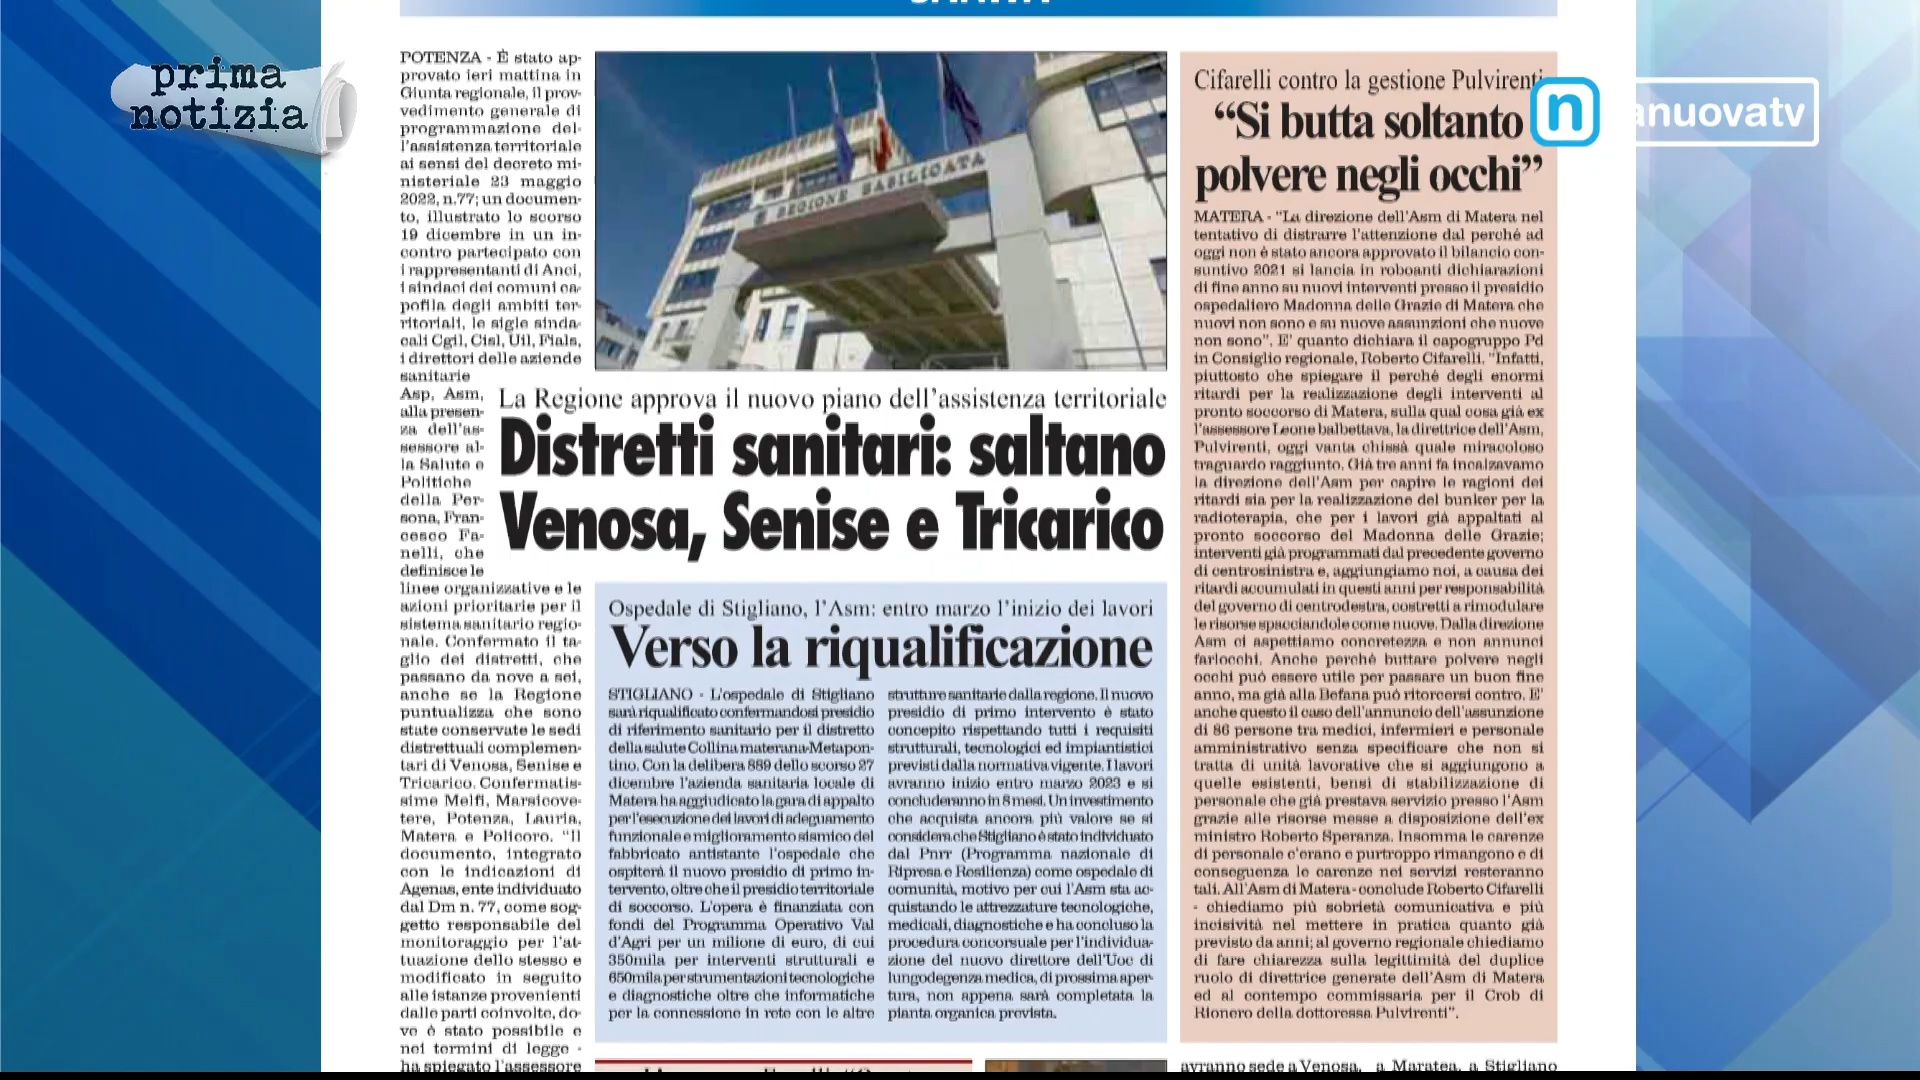 prima
notizia
POTENZA - È stato ap-
provato ieri mattina in
Giunta regionale, il prov-
vedimento generale di
programmazione del-
l'assistenza territoriale
ai sensi del decreto mi-
nisteriale 23 maggio
2022, n.77; un documen-
to, illustrato lo scorso
19 dicembre in un in-
contro partecipato con
i rappresentanti di Anci,
i sindaci dei comuni ca-
pofila degli ambiti ter-
ritoriali, le sigle sinda-
cali Cgil, Cisl, Uil, Fials,
i direttori delle aziende
sanitarie
Asp, Asm,
alla presen-
za dell'as-
sessore al-
la Salute e
Politiche
della Per-
sona, Fran-
cesco Fa-
nelli, che
definisce le
linee organizzative e le
azioni prioritarie per il
sistema sanitario regio-
nale. Confermato il ta-
glio dei distretti, che
passano da nove a sei,
anche se la Regione
puntualizza che sono
state conservate le sedi
distrettuali complemen-
tari di Venosa, Senise e
Tricarico. Confermatis-
sime Melfi, Marsicove-
tere, Potenza, Lauria,
Matera e Policoro. "Il
documento, integrato
con le indicazioni di
Agenas, ente individuato
dal Dm n. 77, come sog-
getto responsabile del
monitoraggio per l'at-
tuazione dello stesso e
modificato in seguito
alle istanze provenienti
dalle parti coinvolte, do-
ve è stato possibile e
nei termini di legge -
ha spiegato l'assessore
REGIONE BASILICATA
La Regione approva il nuovo piano dell'assistenza territoriale
Distretti sanitari: saltano
Venosa, Senise e Tricarico
Ospedale di Stigliano, l'Asm: entro marzo l'inizio dei lavori
Verso la riqualificazione
STIGLIANO - L'ospedale di Stigliano
sarà riqualificato confermandosi presidio
di riferimento sanitario per il distretto
della salute Collina materana-Metapon-
tino. Con la delibera 889 dello scorso 27
dicembre l'azienda sanitaria locale di
Matera ha aggiudicato la gara di appalto
per l'esecuzione dei lavori di adeguamento
funzionale e miglioramento sismico del
fabbricato antistante l'ospedale che
ospiterà il nuovo presidio di primo in-
tervento, oltre che il presidio territoriale
di soccorso. L'opera è finanziata con
fondi del Programma Operativo Val
d'Agri per un milione di euro, di cui
350mila per interventi strutturali e
650mila per strumentazioni tecnologiche
e diagnostiche oltre che informatiche
per la connessione in rete con le altre
strutture sanitarie dalla regione. Il nuovo
presidio di primo intervento è stato
concepito rispettando tutti i requisiti
strutturali, tecnologici ed impiantistici
previsti dalla normativa vigente. I lavori
avranno inizio entro marzo 2023 e si
concluderanno in 8 mesi. Un investimento
che acquista ancora più valore se si
considera che Stigliano è stato individuato
dal Pnrr (Programma nazionale di
Ripresa e Resilienza) come ospedale di
comunità, motivo per cui l'Asm sta ac-
quistando le attrezzature tecnologiche,
medicali, diagnostiche e ha concluso la
procedura concorsuale per l'individua-
zione del nuovo direttore dell'Uoc di
lungodegenza medica, di prossima aper-
tura, non appena sarà completata la
pianta organica prevista.
Cifarelli contro la gestione Pulvirenti
"Si butta soltanto
polvere negli occhi"
MATERA - "La direzione dell'Asm di Matera nel
tentativo di distrarre l'attenzione dal perché ad
oggi non è stato ancora approvato il bilancio con-
suntivo 2021 si lancia in roboanti dichiarazioni
di fine anno su nuovi interventi presso il presidio
ospedaliero Madonna delle Grazie di Matera che
nuovi non sono e su nuove assunzioni che nuove
non sono". E' quanto dichiara il capogruppo Pd
in Consiglio regionale, Roberto Cifarelli. "Infatti,
piuttosto che spiegare il perché degli enormi
ritardi per la realizzazione degli interventi al
pronto soccorso di Matera, sulla qual cosa già ex
l'assessore Leone balbettava, la direttrice dell'Asm,
Pulvirenti, oggi vanta chissà quale miracoloso
traguardo raggiunto. Già tre anni fa incalzavamo
la direzione dell'Asm per capire le ragioni dei
ritardi sia per la realizzazione del bunker per la
radioterapia, che per i lavori già appaltati al
pronto soccorso del Madonna delle Grazie;
interventi già programmati dal precedente governo
di centrosinistra e, aggiungiamo noi, a causa dei
ritardi accumulati in questi anni per responsabilità
del governo di centrodestra, costretti a rimodulare
le risorse spacciandole come nuove. Dalla direzione
Asm ci aspettiamo concretezza e non annunci
farlocchi. Anche perché buttare polvere negli
occhi può essere utile per passare un buon fine
anno, ma già alla Befana può ritorcersi contro. E'
anche questo il caso dell'annuncio dell'assunzione
di 86 persone tra medici, infermieri e personale
amministrativo senza specificare che non si
tratta di unità lavorative che si aggiungono a
quelle esistenti, bensì di stabilizzazione di
personale che già prestava servizio presso l'Asm
grazie alle risorse messe a disposizione dell'ex
ministro Roberto Speranza. Insomma le carenze
di personale c'erano e purtroppo rimangono e di
conseguenza le carenze nei servizi resteranno
tali. All'Asm di Matera - conclude Roberto Cifarelli
- chiediamo più sobrietà comunicativa e più
incisività nel mettere in pratica quanto già
previsto da anni; al governo regionale chiediamo
di fare chiarezza sulla legittimità del duplice
ruolo di direttrice generate dell'Asm di Matera
ed al contempo commissaria per il Crob di
Rionero della dottoressa Pulvirenti".
avranno sede a Venosa, a Maratea, a Stigliano
n anuovatv